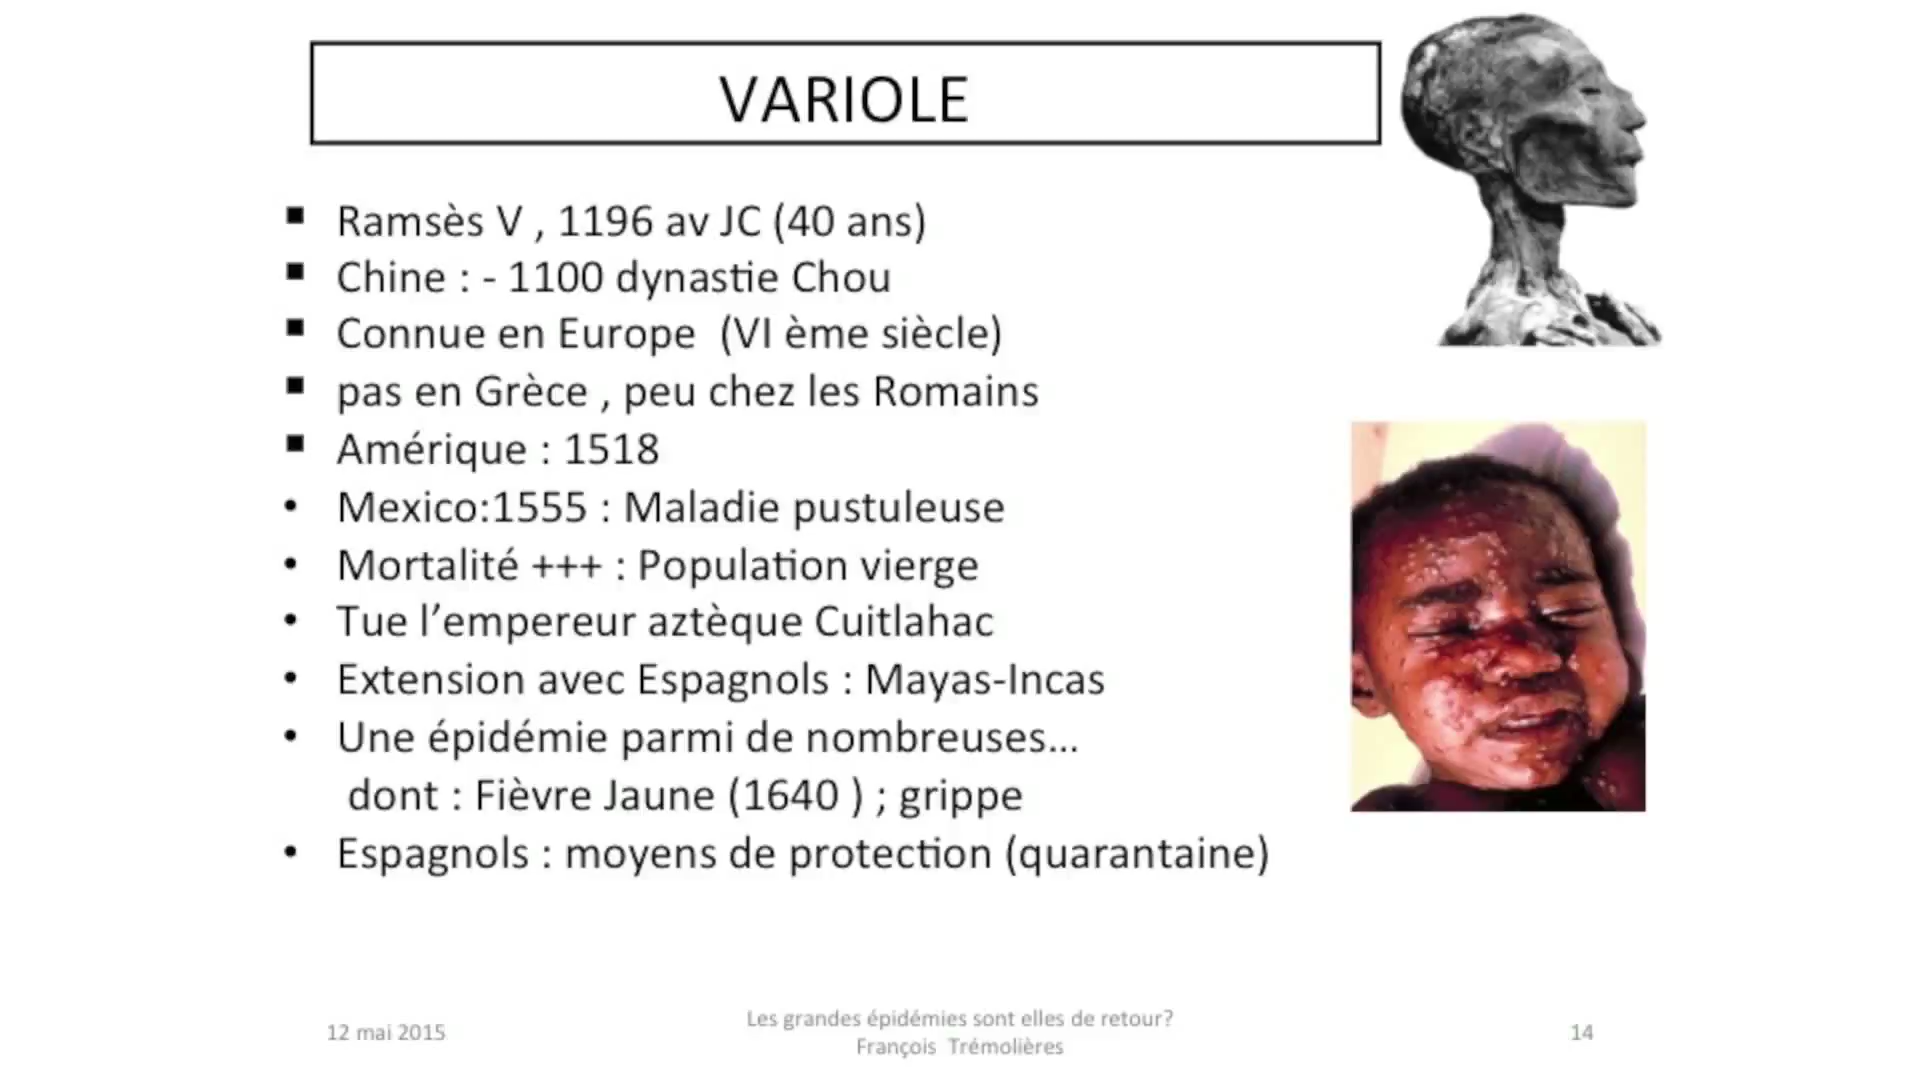 VARIOLE
▪ Ramsès V , 1196 av JC (40 ans)
▪ Chine : - 1100 dynastie Chou
▪ Connue en Europe  (VI ème siècle)
▪ pas en Grèce , peu chez les Romains
▪ Amérique : 1518
• Mexico:1555 : Maladie pustuleuse
• Mortalité +++ : Population vierge
• Tue l’empereur aztèque Cuitlahac
• Extension avec Espagnols : Mayas-Incas
• Une épidémie parmi de nombreuses...
dont : Fièvre Jaune (1640 ) ; grippe
• Espagnols : moyens de protection (quarantaine)
12 mai 2015
Les grandes épidémies sont elles de retour?
François  Trémolières
14